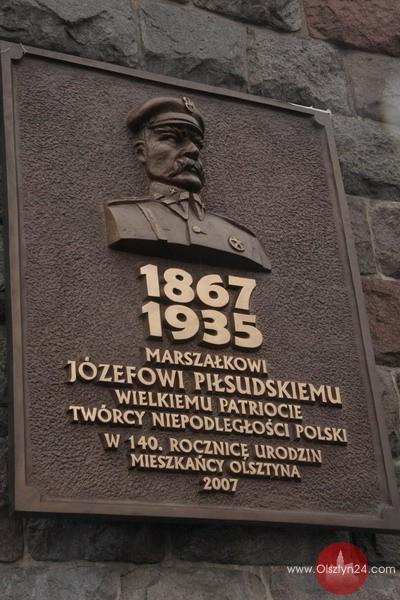 1867
1935
MARSZAŁKOWI
JÓZEFOWI PIŁSUDSKIEMU
WIELKIEMU PATRIOCIE
TWÓRCY NIEPODLEGŁOŚCI POLSKI
W 140. ROCZNICĘ URODZIN
MIESZKAŃCY OLSZTYNA
2007
www.Olsztyn24.com